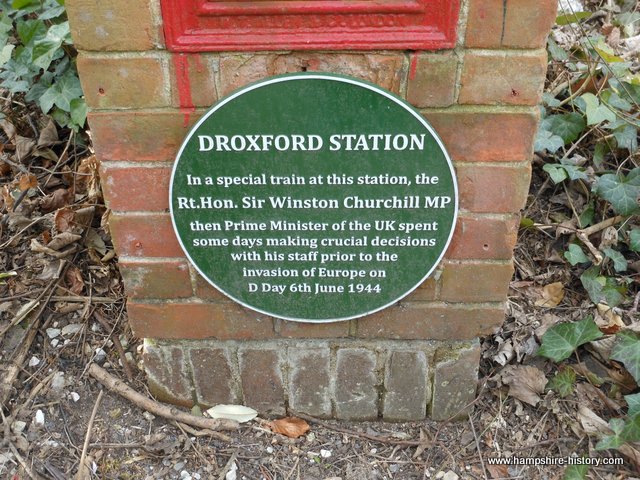 DROXFORD STATION
In a special train at this station, the
Rt.Hon. Sir Winston Churchill MP
then Prime Minister of the UK spent
some days making crucial decisions
with his staff prior to the
invasion of Europe on
D Day 6th June 1944
www.hampshire-history.com